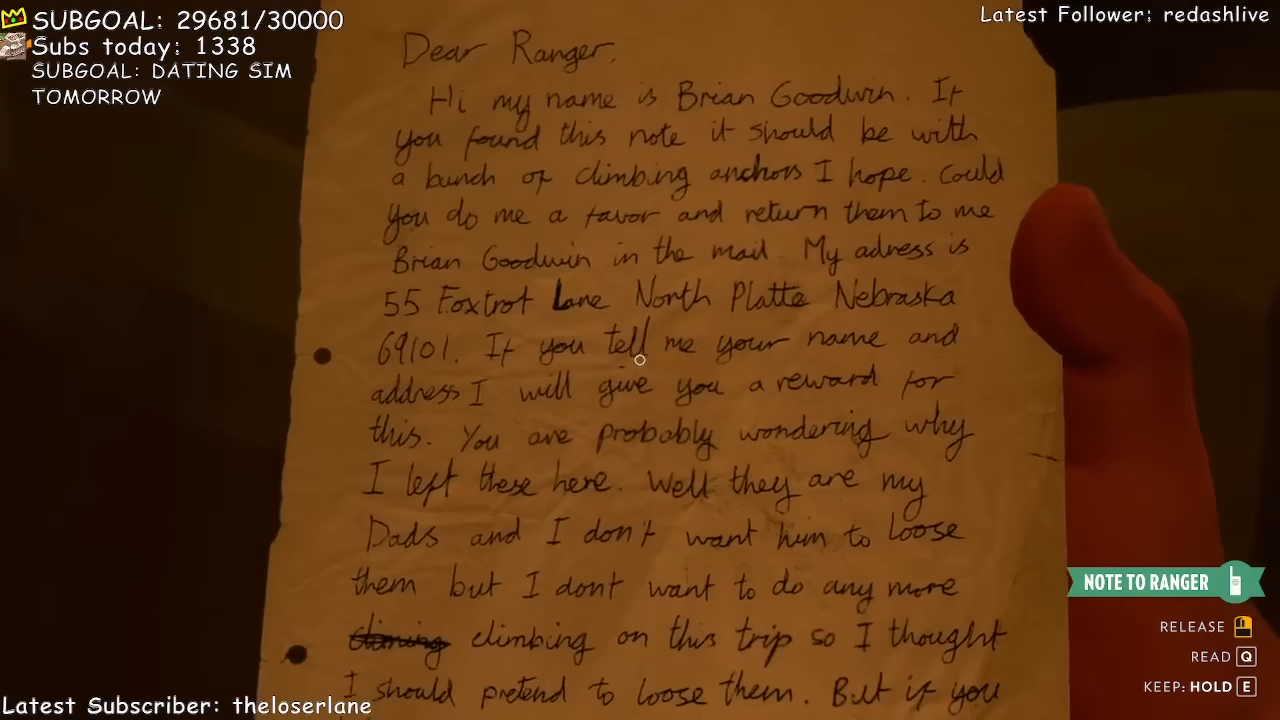 SUBGOAL: 29681/30000
Subs today: 1338
SUBGOAL: DATING SIM
TOMORROW
Latest Follower: redashlive
Dear Ranger.
Hi my name is Brian Goodwin. If
you found this note it should be with
a bunch of climbing anchors I hope. Could
you do me a favor and return them to me
Brian Goodwin in the mail. My adress is
55 Foxtrot Lane North Platte Nebraska
69101. If you tell me your name and
address I will give you a reward for
this. You are probably wondering why
I left these here. Well they are my
Dads and I don't want him to loose
them but I dont want to do any more
climing climbing on this trip so I thought
I should pretend to loose them. But if you
NOTE TO RANGER
RELEASE
READ Q
KEEP: HOLD E
Latest Subscriber: theloserlane